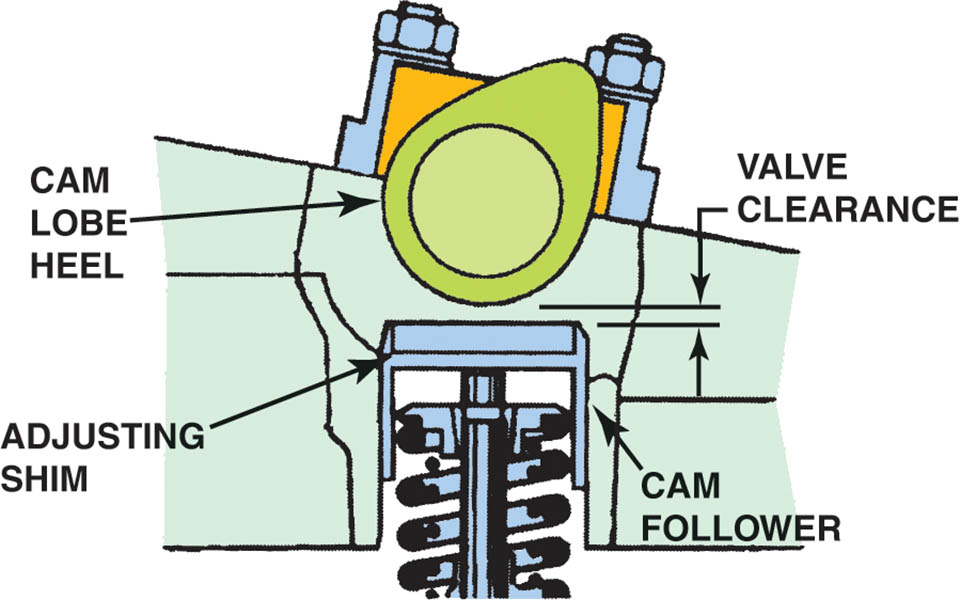 CAM
LOBE
HEEL
VALVE
CLEARANCE
ADJUSTING
SHIM
CAM
FOLLOWER